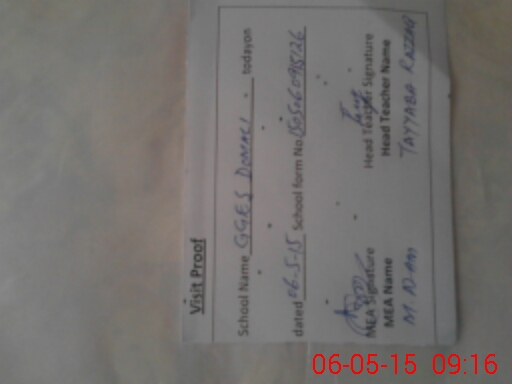 Visit Proof
School Name GGES today on
dated 06-5-15 School form No
MEA Signature Head Teacher Signature
MEA Name Head Teacher Name
TAYYABA RAZZAQ
06-05-15 09:16